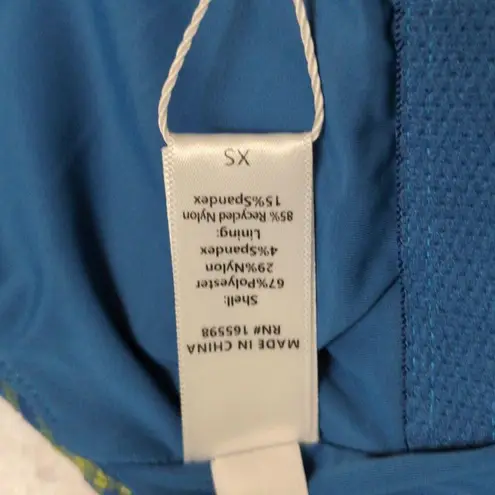 MADE IN CHINA
RN# 165598
Shell:
67%Polyester
29%Nylon
4%Spandex
Lining:
85% Recycled Nylon
15%Spandex
XS